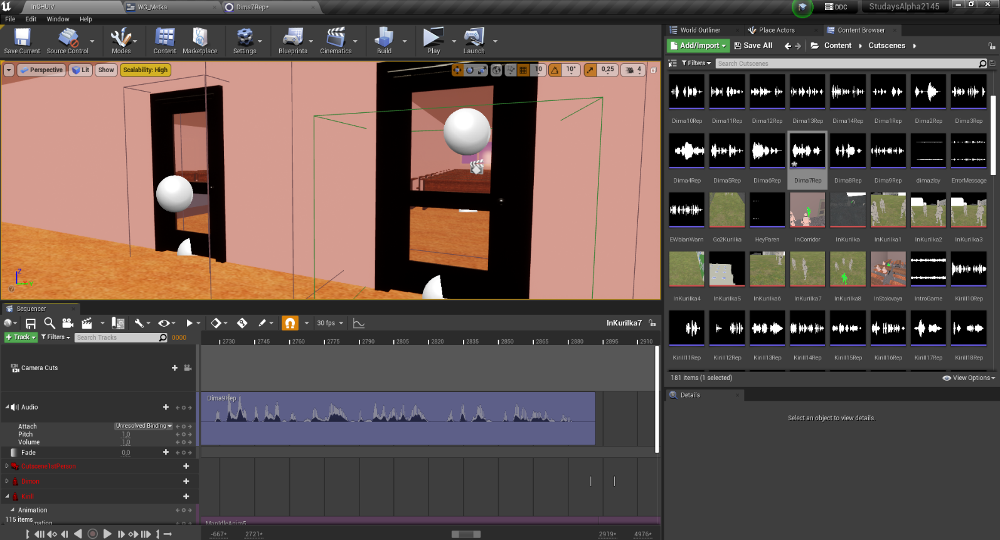 InCHUIV
WG_Metka
Dima7Rep*
DDC
StudaysAlpha2145
File Edit Window Help
Save Current
Source Control
Modes
Content
Marketplace
Settings
Blueprints
Cinematics
Build
Play
Launch
World Outliner
Place Actors
Content Browser
Add/Import
Save All
Content
Cutscenes
Filters
Search Cutscenes
Perspective
Lit
Show
Scalability: High
10
10°
0,25
4
Dima10Rep Dima11Rep Dima12Rep Dima13Rep Dima14Rep Dima1Rep Dima2Rep Dima3Rep
Dima4Rep Dima5Rep Dima6Rep Dima7Rep Dima8Rep Dima9Rep dimazloy ErrorMessage
EWblanWarn Go2Kurilka HeyParen InCorridor InKurilka InKurilka1 InKurilka2 InKurilka3
InKurilka4 InKurilka5 InKurilka6 InKurilka7 InKurilka8 InStolovaya IntroGame Kirill10Rep
Kirill11Rep Kirill12Rep Kirill13Rep Kirill14Rep Kirill15Rep Kirill16Rep Kirill17Rep Kirill18Rep
181 items (1 selected)
View Options
Details
Select an object to view details.
Z
Sequencer
30 fps
InKurilka7
Track
Filters
Search Tracks
0000
2730 2745 2760 2775 2790 2805 2820 2835 2850 2865 2880 2895 2910
Camera Cuts
Dima9Rep
Audio
Attach
Unresolved Binding
Pitch
1,0
Volume
1,0
Fade
0,0
Cutscene1stPerson
Dimon
Kirill
Animation
115 items
ManIdleAnim5
-667*
2721*
2919*
4976*